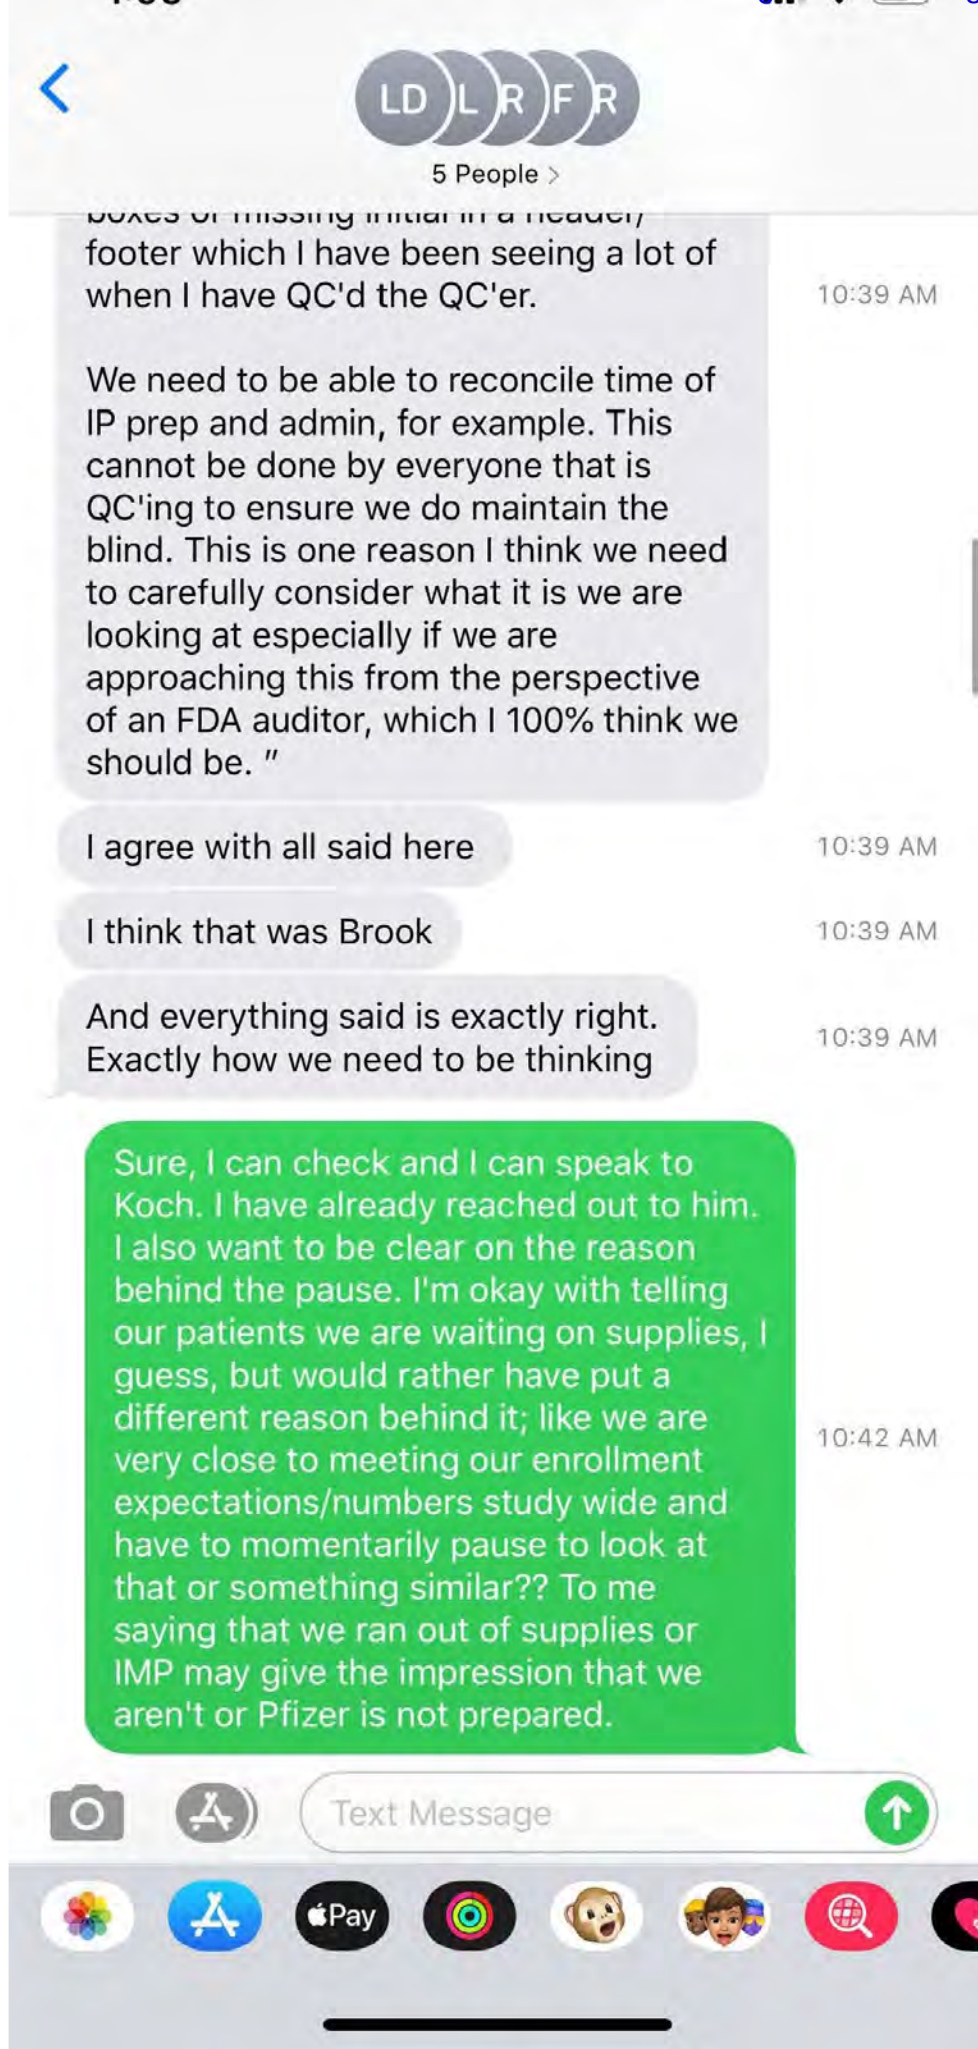 LD L R F R
5 People >
boxes or missing initial in a header/
footer which I have been seeing a lot of
when I have QC'd the QC'er.
10:39 AM
We need to be able to reconcile time of
IP prep and admin, for example. This
cannot be done by everyone that is
QC'ing to ensure we do maintain the
blind. This is one reason I think we need
to carefully consider what it is we are
looking at especially if we are
approaching this from the perspective
of an FDA auditor, which I 100% think we
should be. "
I agree with all said here
10:39 AM
I think that was Brook
10:39 AM
And everything said is exactly right.
Exactly how we need to be thinking
10:39 AM
Sure, I can check and I can speak to
Koch. I have already reached out to him.
I also want to be clear on the reason
behind the pause. I'm okay with telling
our patients we are waiting on supplies, I
guess, but would rather have put a
different reason behind it; like we are
very close to meeting our enrollment
expectations/numbers study wide and
have to momentarily pause to look at
that or something similar?? To me
saying that we ran out of supplies or
IMP may give the impression that we
aren't or Pfizer is not prepared.
10:42 AM
Text Message
Pay